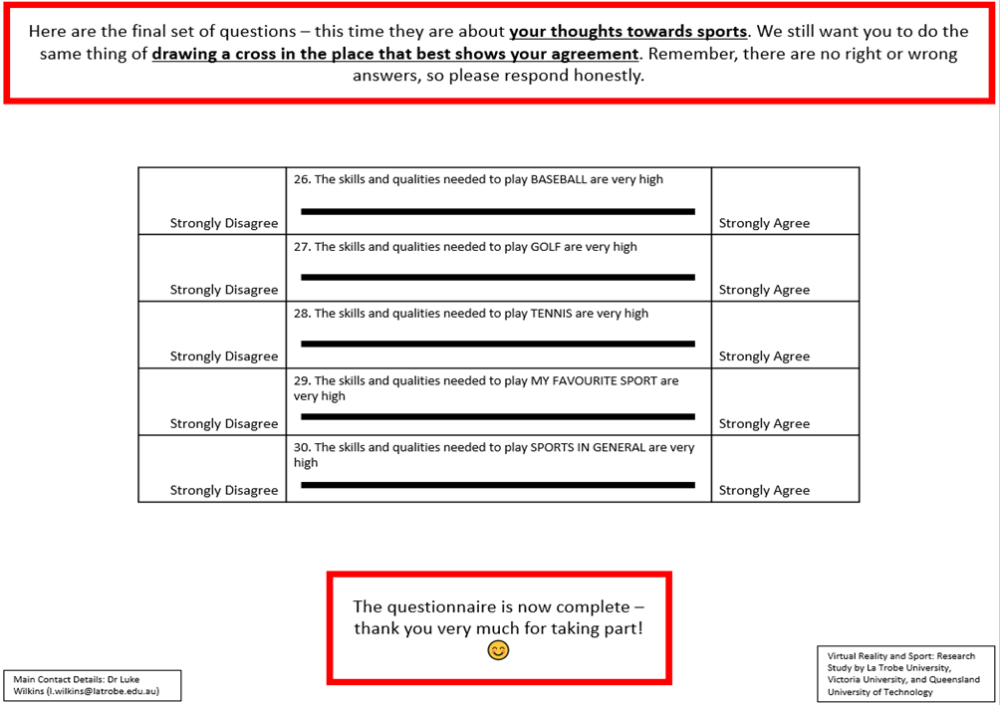 Here are the final set of questions – this time they are about your thoughts towards sports. We still want you to do the
same thing of drawing a cross in the place that best shows your agreement. Remember, there are no right or wrong
answers, so please respond honestly.
26. The skills and qualities needed to play BASEBALL are very high
Strongly Disagree
Strongly Agree
27. The skills and qualities needed to play GOLF are very high
Strongly Disagree
Strongly Agree
28. The skills and qualities needed to play TENNIS are very high
Strongly Disagree
Strongly Agree
29. The skills and qualities needed to play MY FAVOURITE SPORT are
very high
Strongly Disagree
Strongly Agree
30. The skills and qualities needed to play SPORTS IN GENERAL are very
high
Strongly Disagree
Strongly Agree
The questionnaire is now complete –
thank you very much for taking part!
😊
Main Contact Details: Dr Luke
Wilkins (l.wilkins@latrobe.edu.au)
Virtual Reality and Sport: Research
Study by La Trobe University,
Victoria University, and Queensland
University of Technology